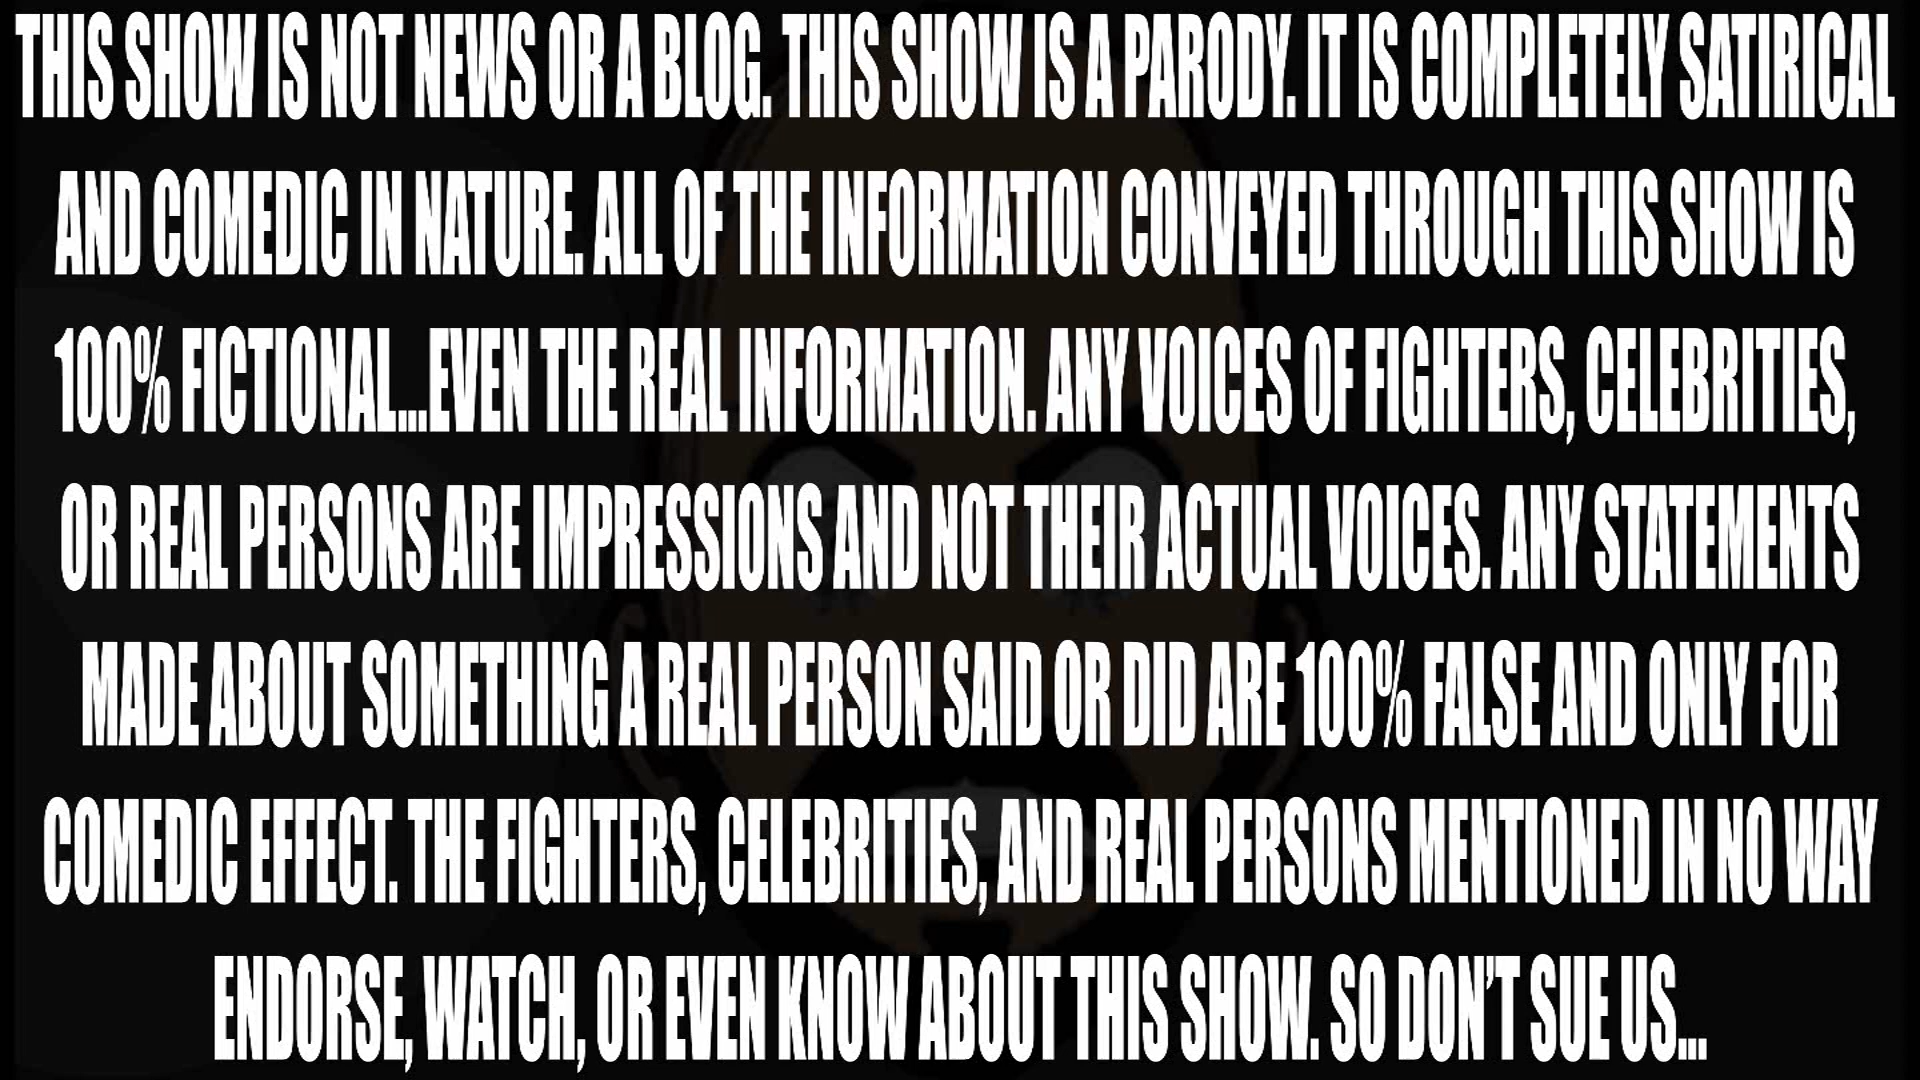 THIS SHOW IS NOT NEWS OR A BLOG. THIS SHOW IS A PARODY. IT IS COMPLETELY SATIRICAL
AND COMEDIC IN NATURE. ALL OF THE INFORMATION CONVEYED THROUGH THIS SHOW IS
100% FICTIONAL...EVEN THE REAL INFORMATION. ANY VOICES OF FIGHTERS, CELEBRITIES,
OR REAL PERSONS ARE IMPRESSIONS AND NOT THEIR ACTUAL VOICES. ANY STATEMENTS
MADE ABOUT SOMETHING A REAL PERSON SAID OR DID ARE 100% FALSE AND ONLY FOR
COMEDIC EFFECT. THE FIGHTERS, CELEBRITIES, AND REAL PERSONS MENTIONED IN NO WAY
ENDORSE, WATCH, OR EVEN KNOW ABOUT THIS SHOW. SO DON'T SUE US...